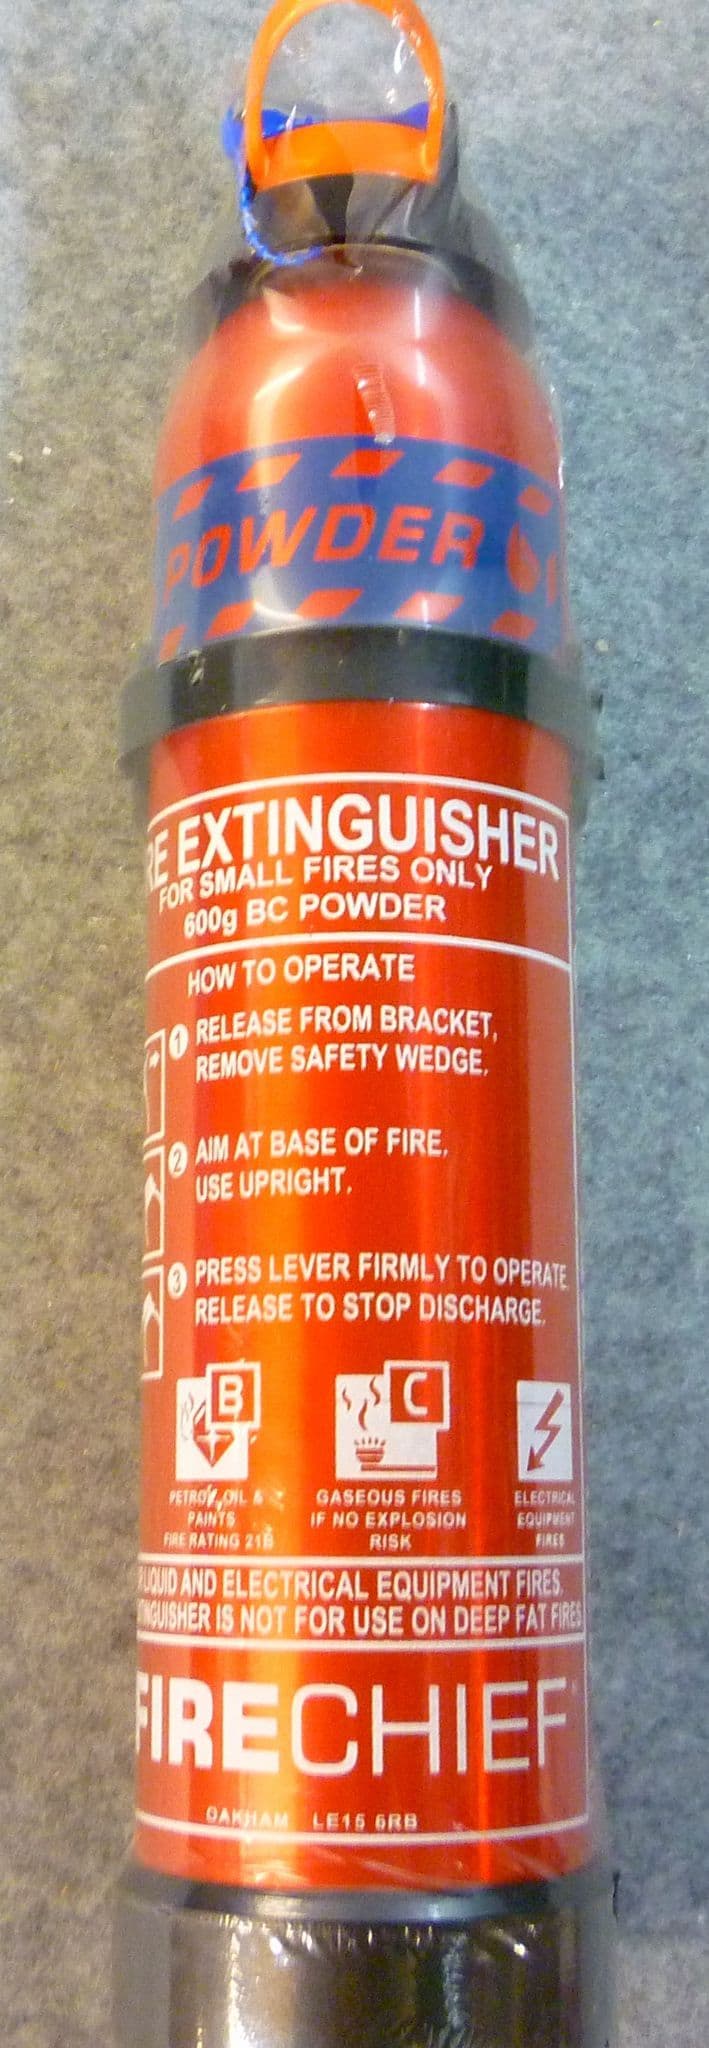 POWDER
RE EXTINGUISHER
FOR SMALL FIRES ONLY
600g BC POWDER
HOW TO OPERATE
1 RELEASE FROM BRACKET,
REMOVE SAFETY WEDGE.
2 AIM AT BASE OF FIRE.
USE UPRIGHT.
3 PRESS LEVER FIRMLY TO OPERATE.
RELEASE TO STOP DISCHARGE.
B
C
PETROL, OIL &
PAINTS
FIRE RATING 21B
GASEOUS FIRES
IF NO EXPLOSION
RISK
ELECTRICAL
EQUIPMENT
FIRES
LIQUID AND ELECTRICAL EQUIPMENT FIRES.
TINGUISHER IS NOT FOR USE ON DEEP FAT FIRES
FIRECHIEF
OAKHAM LE15 6RB